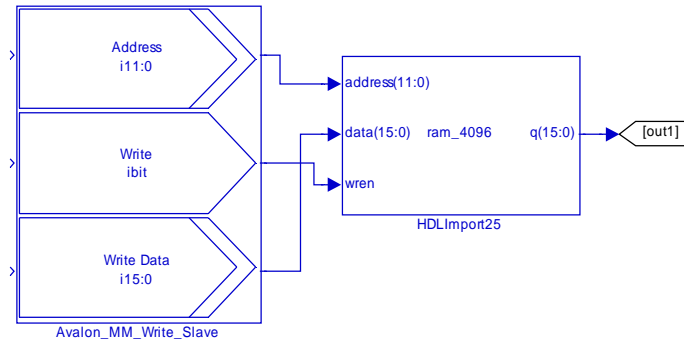 Address
i11:0
Write
ibit
Write Data
i15:0
Avalon_MM_Write_Slave
address(11:0)
data(15:0) ram_4096 q(15:0)
wren
HDLImport25
[out1]